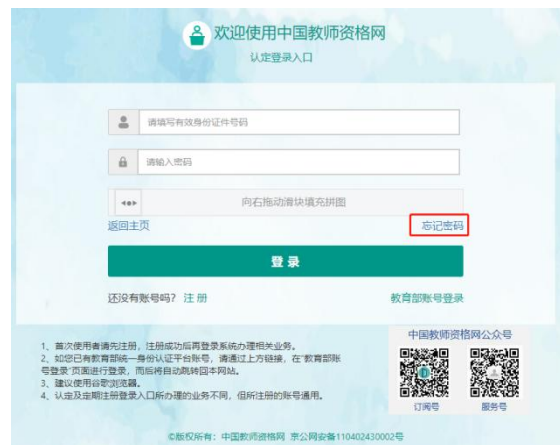 欢迎使用中国教师资格网
认定登录入口
请填写有效身份证件号码
请输入密码
向右拖动滑块填充拼图
返回主页 忘记密码
登录
还没有账号吗？注册 教育部账号登录
1、首次使用者请先注册，注册成功后再登录系统办理相关业务。
2、如您已有教育部统一身份认证平台账号，请通过上方链接，在“教育部账
号登录”页面进行登录，而后将自动跳转回本网站。
3、建议使用谷歌浏览器。
4、认定及定期注册登录入口所办理的业务不同，但所注册的账号通用。
中国教师资格网公众号
订阅号 服务号
©版权所有：中国教师资格网 京公网安备110402430002号